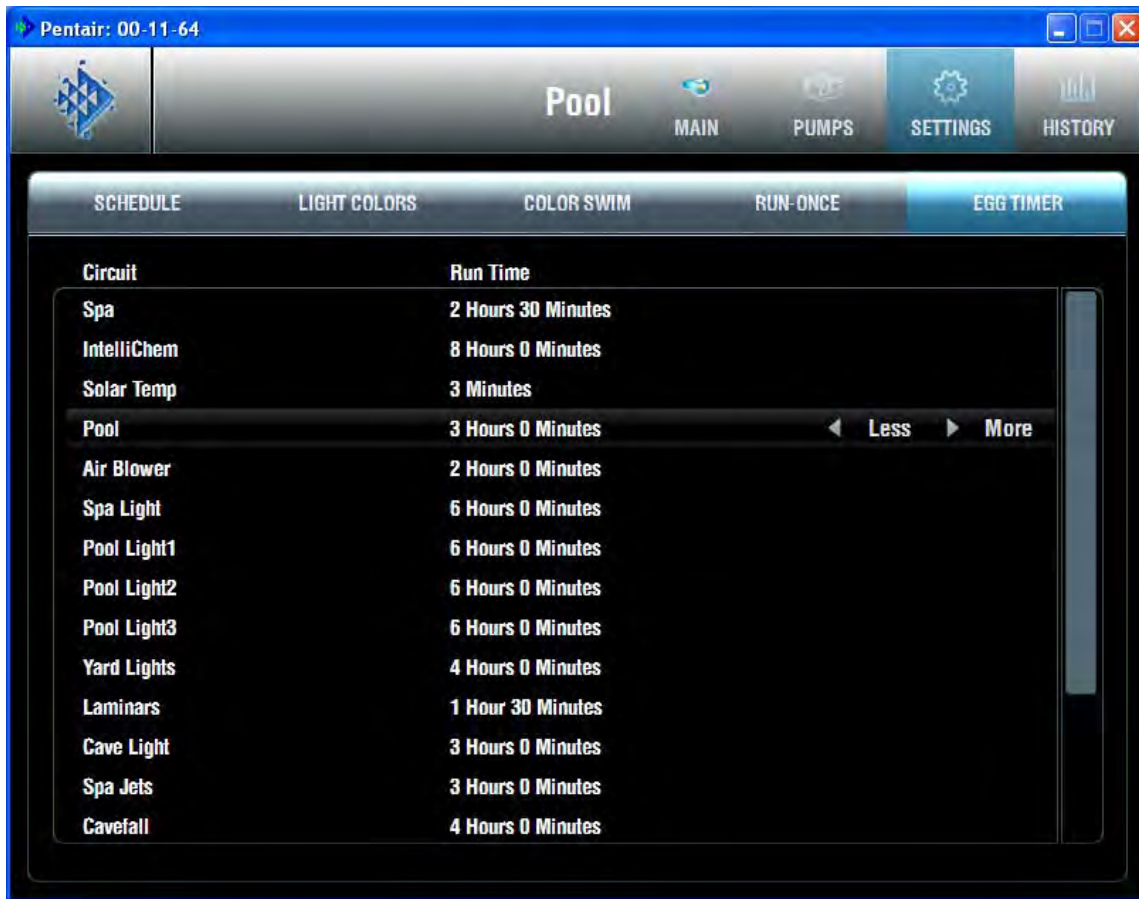 Pentair: 00-11-64
Pool
MAIN PUMPS SETTINGS HISTORY
SCHEDULE LIGHT COLORS COLOR SWIM RUN-ONCE EGG TIMER
Circuit Run Time
Spa 2 Hours 30 Minutes
IntelliChem 8 Hours 0 Minutes
Solar Temp 3 Minutes
Pool 3 Hours 0 Minutes Less More
Air Blower 2 Hours 0 Minutes
Spa Light 6 Hours 0 Minutes
Pool Light1 6 Hours 0 Minutes
Pool Light2 6 Hours 0 Minutes
Pool Light3 6 Hours 0 Minutes
Yard Lights 4 Hours 0 Minutes
Laminars 1 Hour 30 Minutes
Cave Light 3 Hours 0 Minutes
Spa Jets 3 Hours 0 Minutes
Cavefall 4 Hours 0 Minutes